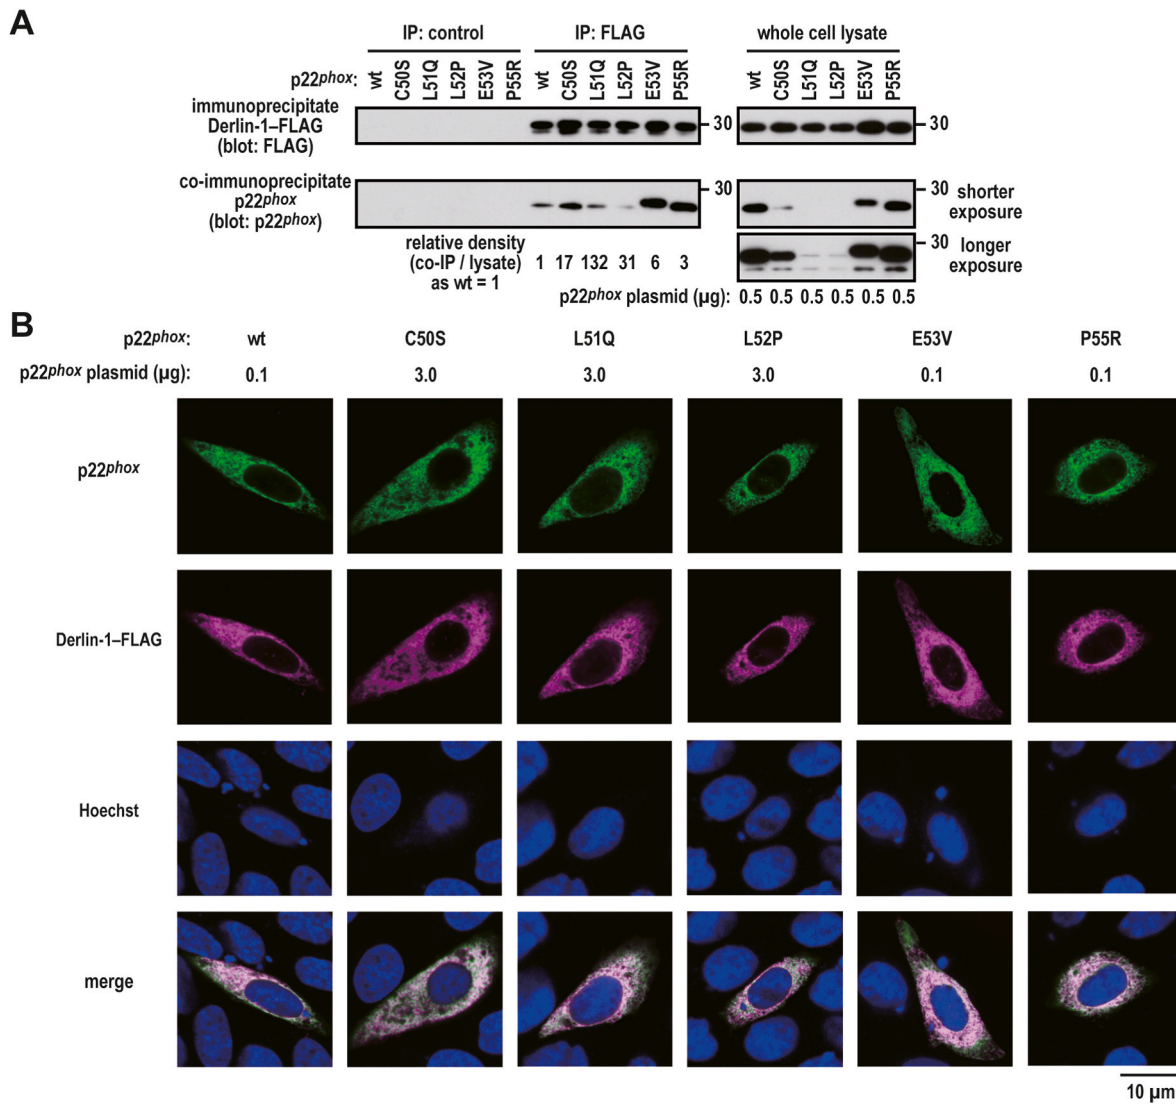 A
IP: control IP: FLAG whole cell lysate
p22phox: wt C50S L51Q L52P E53V P55R wt C50S L51Q L52P E53V P55R wt C50S L51Q L52P E53V P55R
immunoprecipitate
Derlin-1–FLAG
(blot: FLAG)
30 30
co-immunoprecipitate
p22phox
(blot: p22phox)
30 30
shorter
exposure
30
longer
exposure
relative density
(co-IP / lysate)
as wt = 1
1 17 132 31 6 3
p22phox plasmid (μg): 0.5 0.5 0.5 0.5 0.5 0.5
B
p22phox: wt C50S L51Q L52P E53V P55R
p22phox plasmid (μg): 0.1 3.0 3.0 3.0 0.1 0.1
p22phox
Derlin-1–FLAG
Hoechst
merge
10 μm